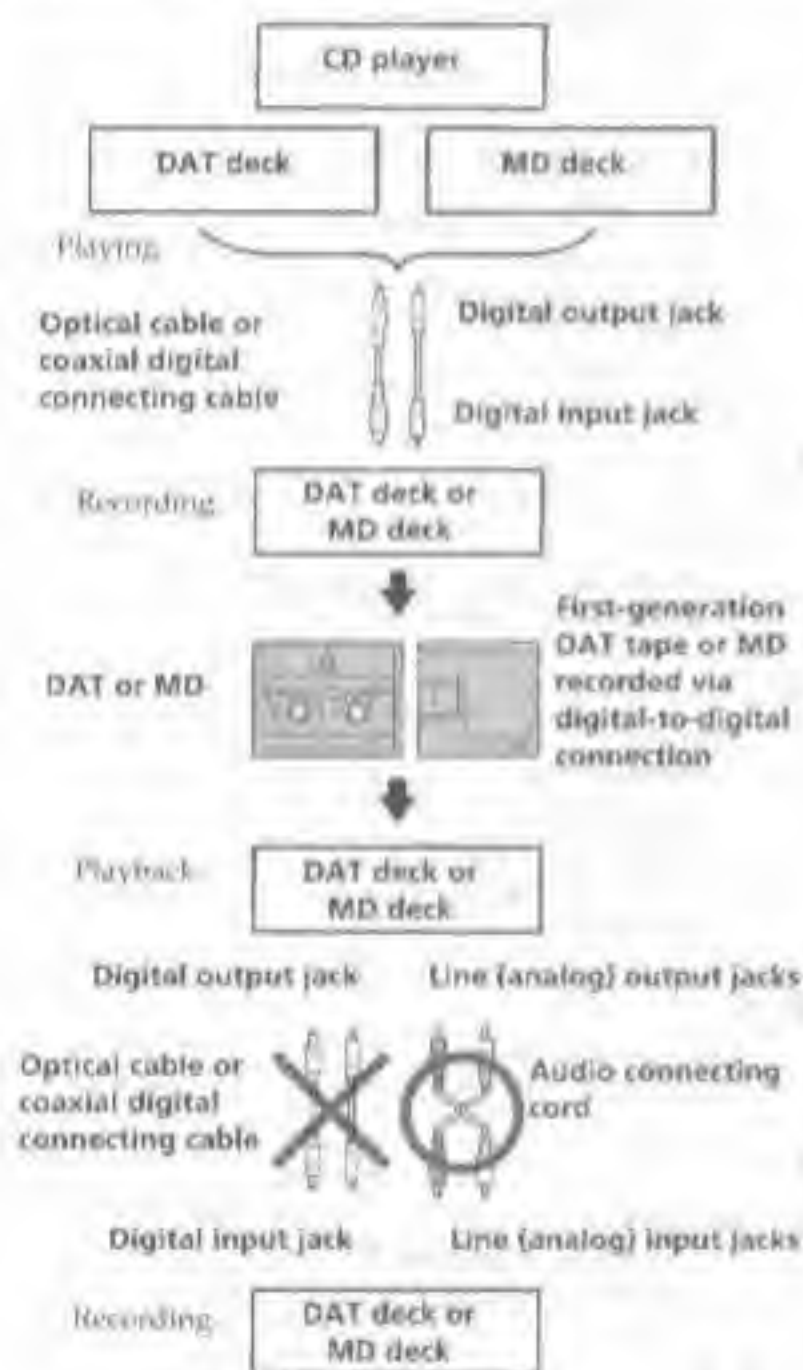 CD player
DAT deck
MD deck
Playing
Optical cable or
coaxial digital
connecting cable
Digital output jack
Digital input jack
Recording
DAT deck or
MD deck
DAT or MD
First-generation
DAT tape or MD
recorded via
digital-to-digital
connection
Playback
DAT deck or
MD deck
Digital output jack
Line (analog) output jacks
Optical cable or
coaxial digital
connecting cable
Audio connecting
cord
Digital input jack
Line (analog) input jacks
Recording
DAT deck or
MD deck